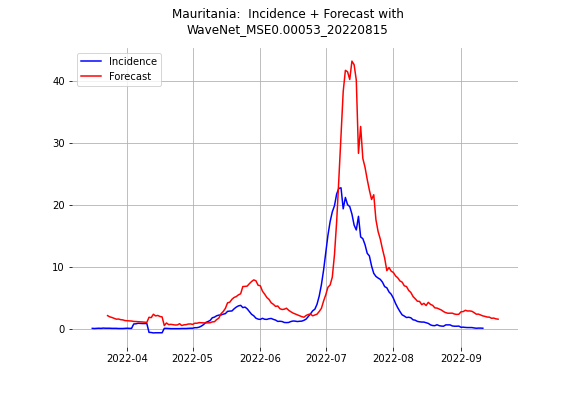 Mauritania:  Incidence + Forecast with
WaveNet_MSE0.00053_20220815
Incidence
Forecast
40
30
20
10
0
2022-04 2022-05 2022-06 2022-07 2022-08 2022-09